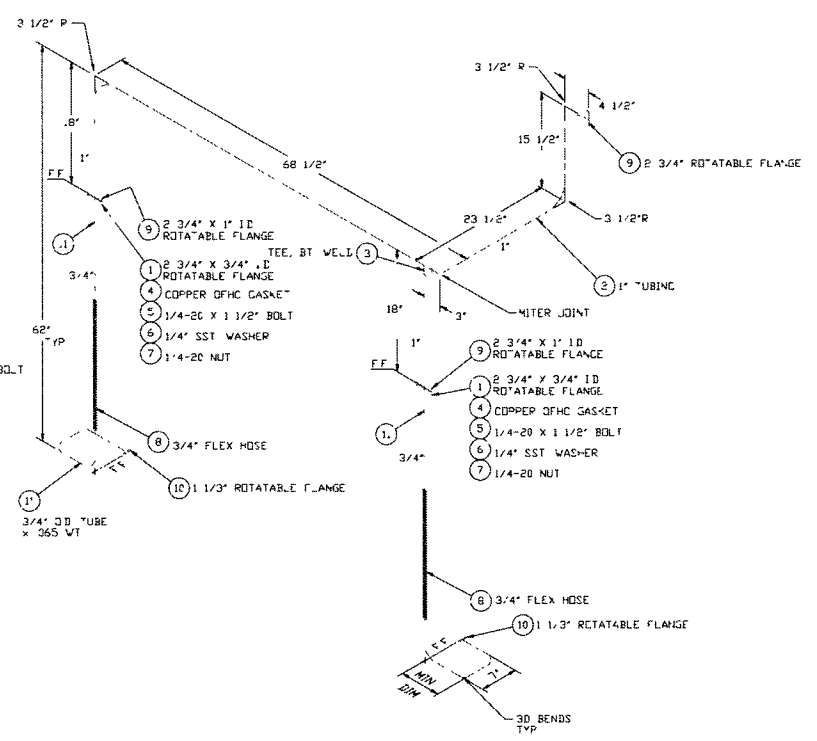 3 1/2" R
3 1/2" R
4 1/2"
15 1/2"
9 2 3/4" ROTATABLE FLANGE
.8"
68 1/2"
1"
F.F.
23 1/2"
3 1/2"R
9 2 3/4" X 1" ID
ROTATABLE FLANGE
1"
TEE, BT WELD 3
2 1" TUBING
1 2 3/4" X 3/4" ID
ROTATABLE FLANGE
3/4"
4 COPPER OFHC GASKET
5 1/4-20 X 1 1/2" BOLT
6 1/4" SST WASHER
7 1/4-20 NUT
18"
3"
MITER JOINT
62"
TYP
1"
9 2 3/4" X 1" ID
ROTATABLE FLANGE
F.F.
1 2 3/4" X 3/4" ID
ROTATABLE FLANGE
4 COPPER OFHC GASKET
5 1/4-20 X 1 1/2" BOLT
6 1/4" SST WASHER
7 1/4-20 NUT
3/4"
8 3/4" FLEX HOSE
F.F.
10 1 1/3" ROTATABLE FLANGE
3/4" OD TUBE
x 365 WT
8 3/4" FLEX HOSE
10 1 1/3" ROTATABLE FLANGE
F.F.
7"
MIN
DIM
3D BENDS
TYP